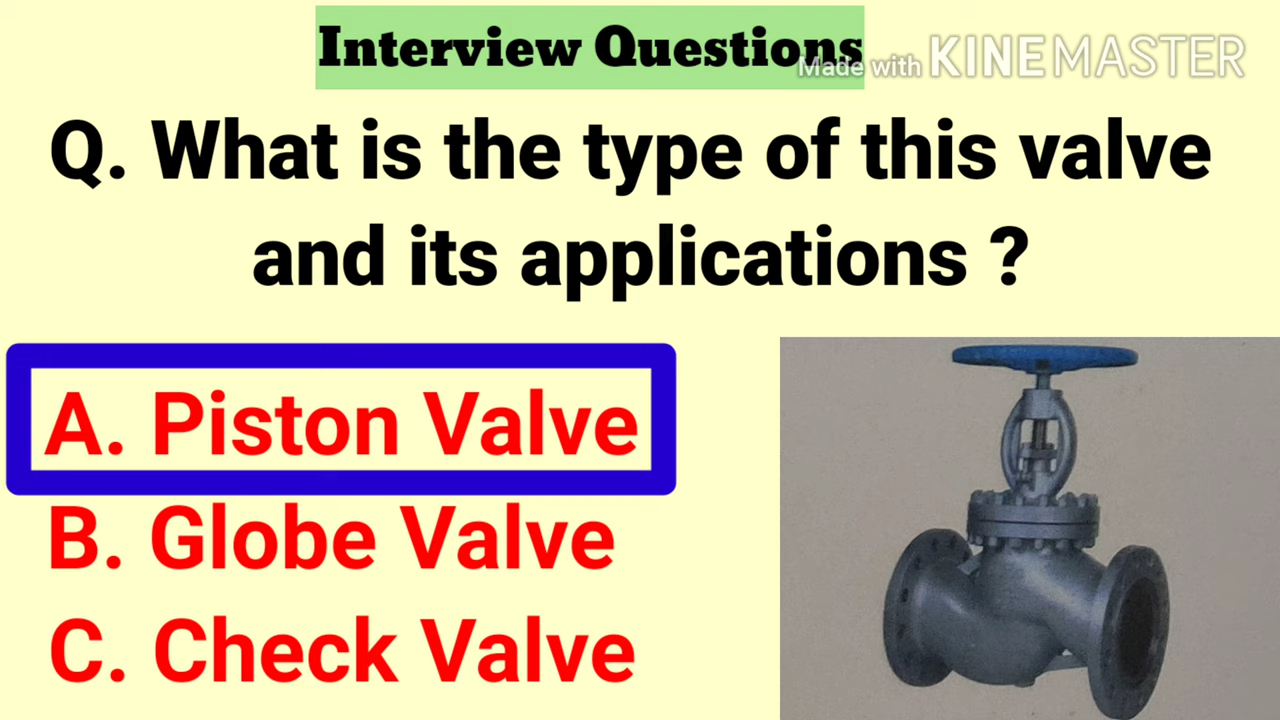 Interview Questions
Made with KINEMASTER
Q. What is the type of this valve
and its applications ?
A. Piston Valve
B. Globe Valve
C. Check Valve